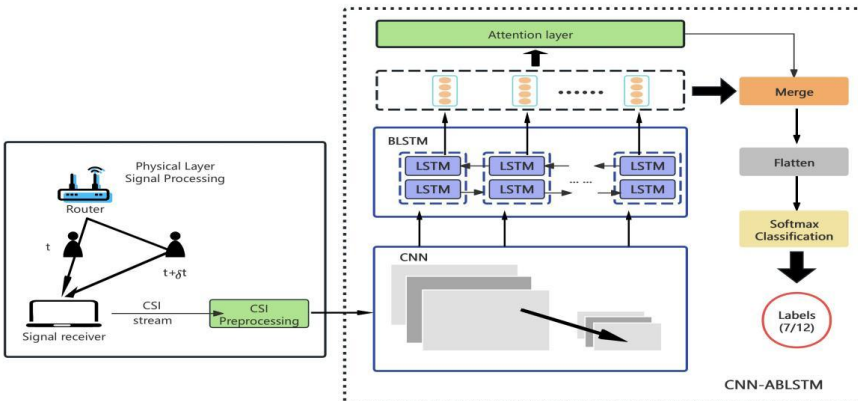 Physical Layer
Signal Processing
Router
t
t+δt
CSI
stream
Signal receiver
CSI
Preprocessing
Attention layer
......
BLSTM
LSTM
LSTM
LSTM
LSTM
LSTM
LSTM
... ...
CNN
Merge
Flatten
Softmax
Classification
Labels
(7/12)
CNN-ABLSTM